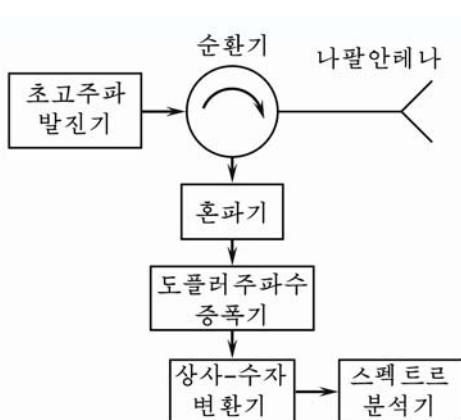 순환기
나팔안테나
초고주파
발진기
혼파기
도플러주파수
증폭기
상사-수자
변환기
스펙트르
분석기